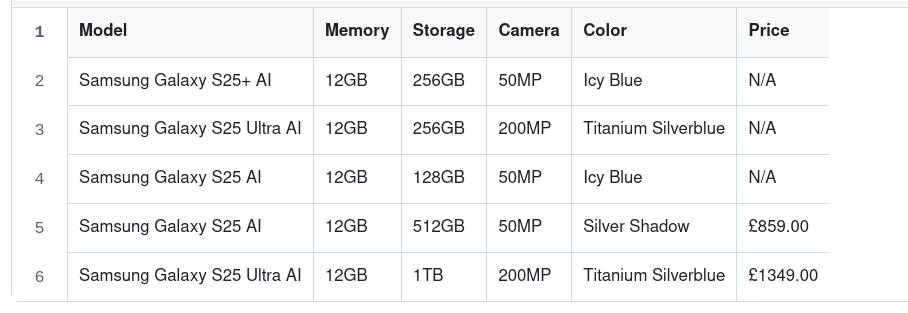 1 Model Memory Storage Camera Color Price
2 Samsung Galaxy S25+ AI 12GB 256GB 50MP Icy Blue N/A
3 Samsung Galaxy S25 Ultra AI 12GB 256GB 200MP Titanium Silverblue N/A
4 Samsung Galaxy S25 AI 12GB 128GB 50MP Icy Blue N/A
5 Samsung Galaxy S25 AI 12GB 512GB 50MP Silver Shadow £859.00
6 Samsung Galaxy S25 Ultra AI 12GB 1TB 200MP Titanium Silverblue £1349.00